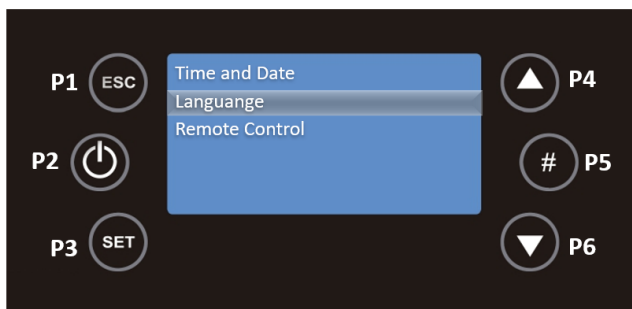 P1 ESC
Time and Date
Languange
Remote Control
P2
P3 SET
P4
# P5
P6